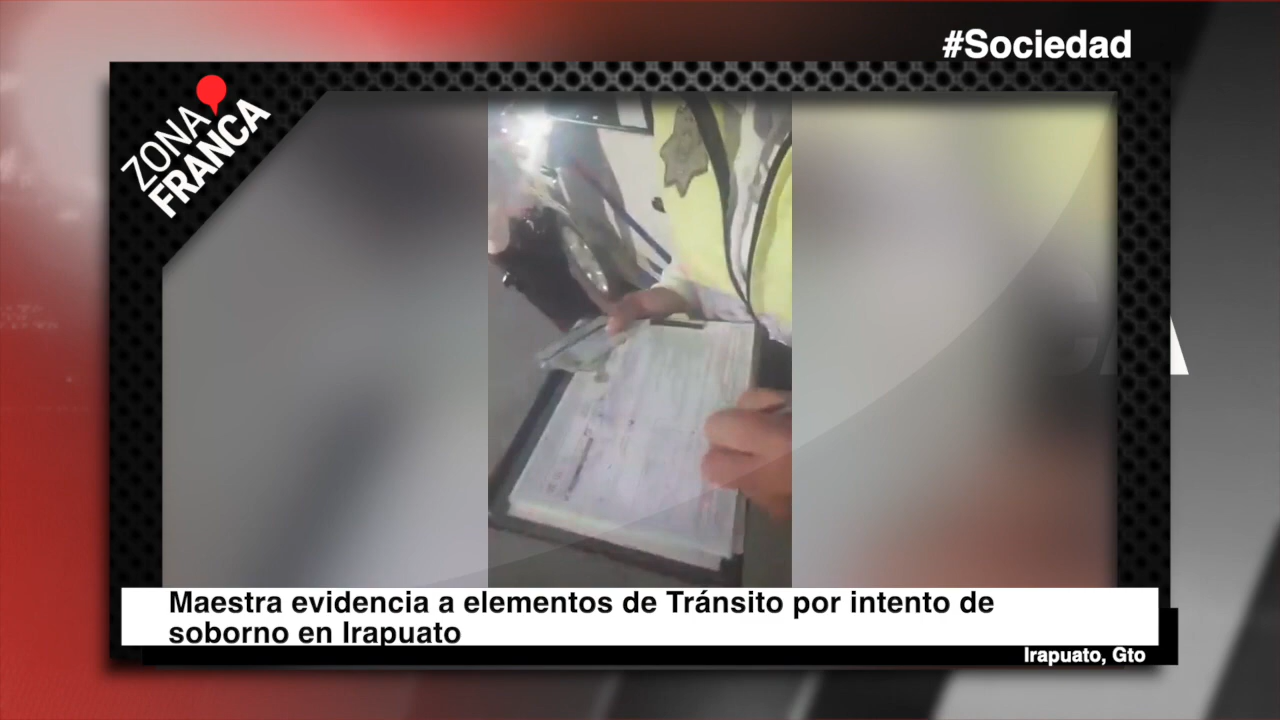 #Sociedad
ZONA
FRANCA
Maestra evidencia a elementos de Tránsito por intento de
soborno en Irapuato
Irapuato, Gto